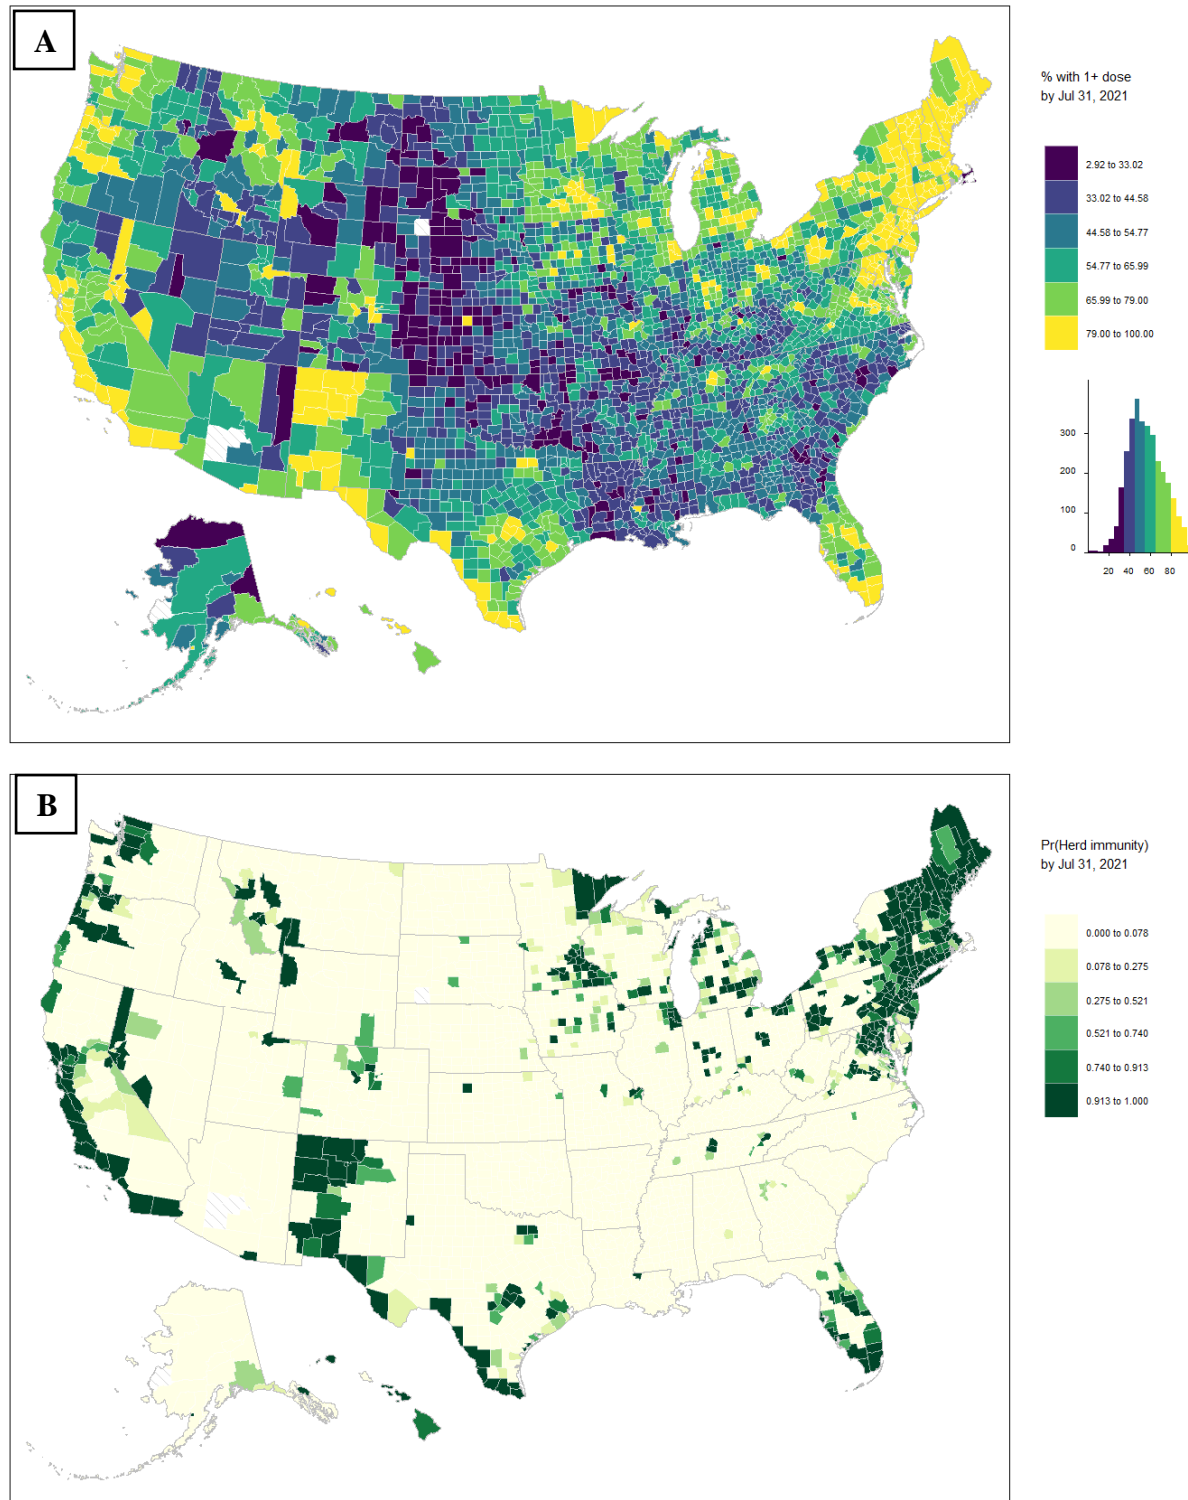 A
% with 1+ dose
by Jul 31, 2021
2.92 to 33.02
33.02 to 44.58
44.58 to 54.77
54.77 to 65.99
65.99 to 79.00
79.00 to 100.00
300
200
100
0
20 40 60 80
B
Pr(Herd immunity)
by Jul 31, 2021
0.000 to 0.078
0.078 to 0.275
0.275 to 0.521
0.521 to 0.740
0.740 to 0.913
0.913 to 1.000